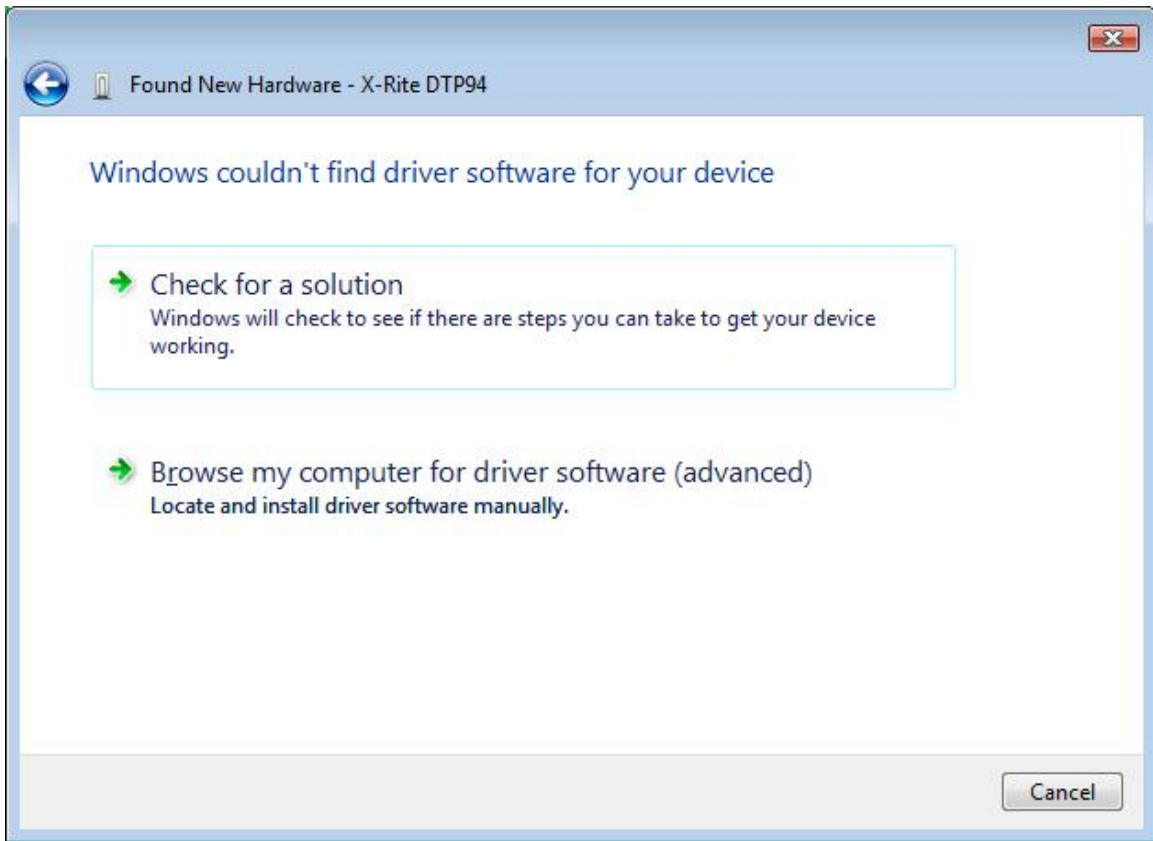 Found New Hardware - X-Rite DTP94
Windows couldn't find driver software for your device
Check for a solution
Windows will check to see if there are steps you can take to get your device
working.
Browse my computer for driver software (advanced)
Locate and install driver software manually.
Cancel